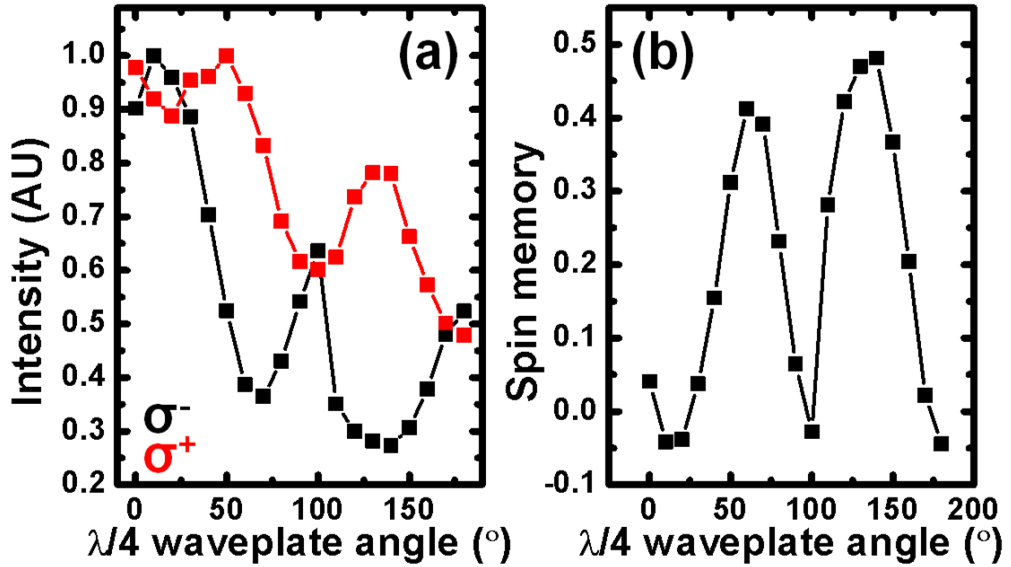 (a)
Intensity (AU)
1.0
0.9
0.8
0.7
0.6
0.5
0.4
0.3
0.2
σ-
σ+
0 50 100 150
λ/4 waveplate angle (°)
(b)
Spin memory
0.5
0.4
0.3
0.2
0.1
0.0
-0.1
0 50 100 150 200
λ/4 waveplate angle (°)